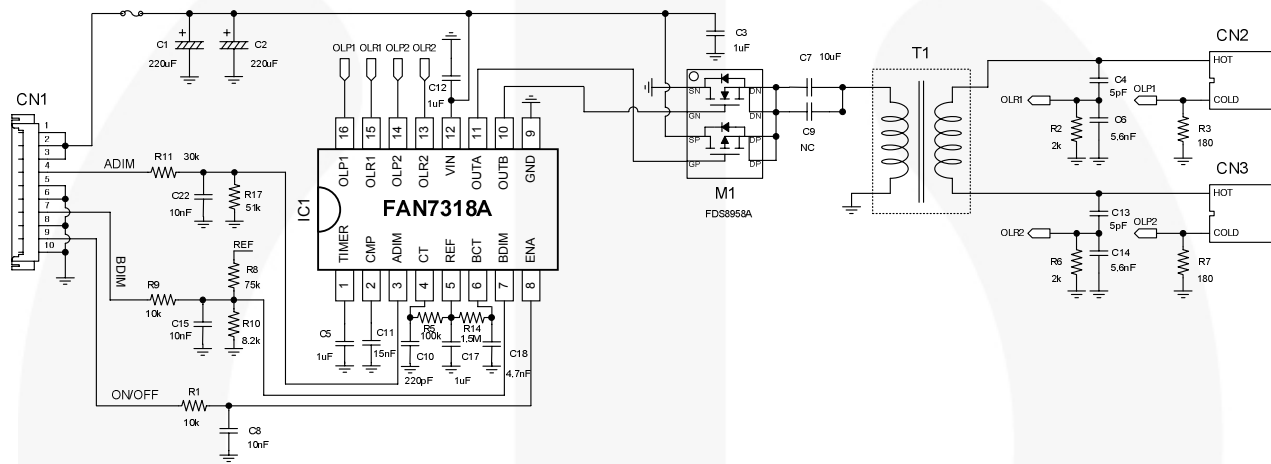 C1
220uF
C2
220uF
OLP1 OLR1 OLP2 OLR2
C12
1uF
C3
1uF
C7 10uF
C9
NC
T1
CN2
HOT
COLD
C4
5pF
OLR1
OLP1
C6
5.6nF
R2
2k
R3
180
CN3
HOT
COLD
C13
5pF
OLR2
OLP2
C14
5.6nF
R6
2k
R7
180
SN
GN
SP
GP
DN
DN
DP
DP
M1
FDS8958A
CN1
1
2
3
4
5
6
7
8
9
10
ADIM
R11 30k
C22
10nF
R17
51k
BDIM
REF
R8
75k
R9
10k
C15
10nF
R10
8.2k
ON/OFF
R1
10k
C8
10nF
16 15 14 13 12 11 10 9
OLP1 OLR1 OLP2 OLR2 VIN OUTA OUTB GND
IC1
FAN7318A
TIMER CMP ADIM CT REF BCT BDIM ENA
1 2 3 4 5 6 7 8
C5
1uF
C11
15nF
R5
100k
C10
220pF
R14
1.5M
C17
1uF
C18
4.7nF